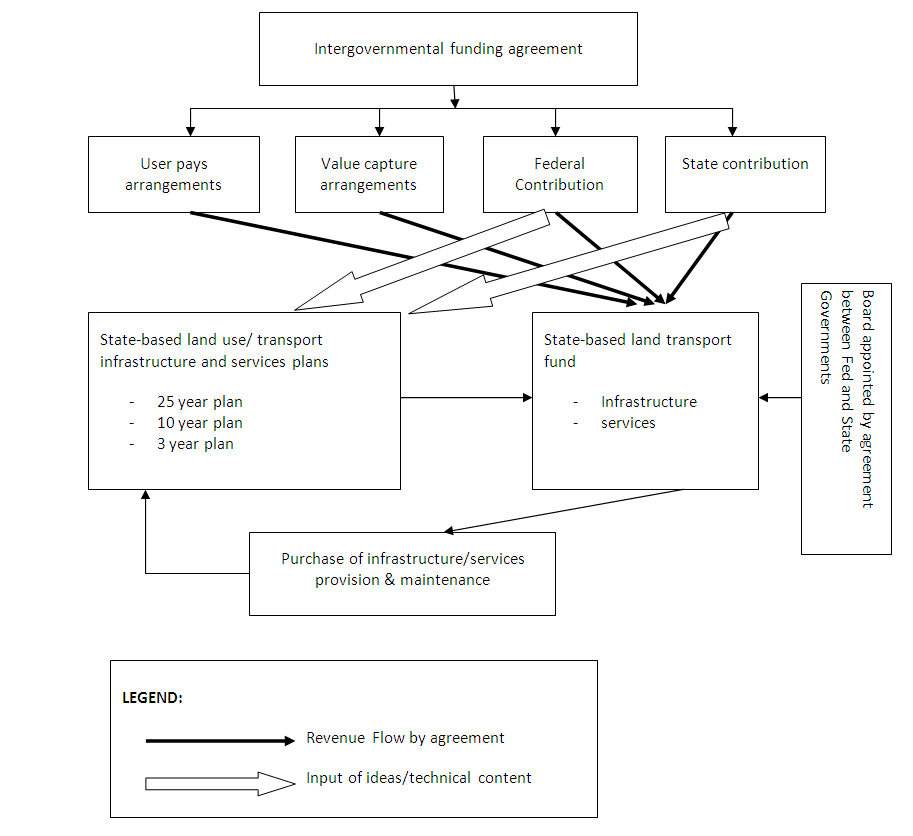 Intergovernmental funding agreement
User pays
arrangements
Value capture
arrangements
Federal
Contribution
State contribution
State-based land use/ transport
infrastructure and services plans
- 25 year plan
- 10 year plan
- 3 year plan
State-based land transport
fund
- Infrastructure
- services
Board appointed by agreement
between Fed and State
Governments
Purchase of infrastructure/services
provision & maintenance
LEGEND:
Revenue Flow by agreement
Input of ideas/technical content